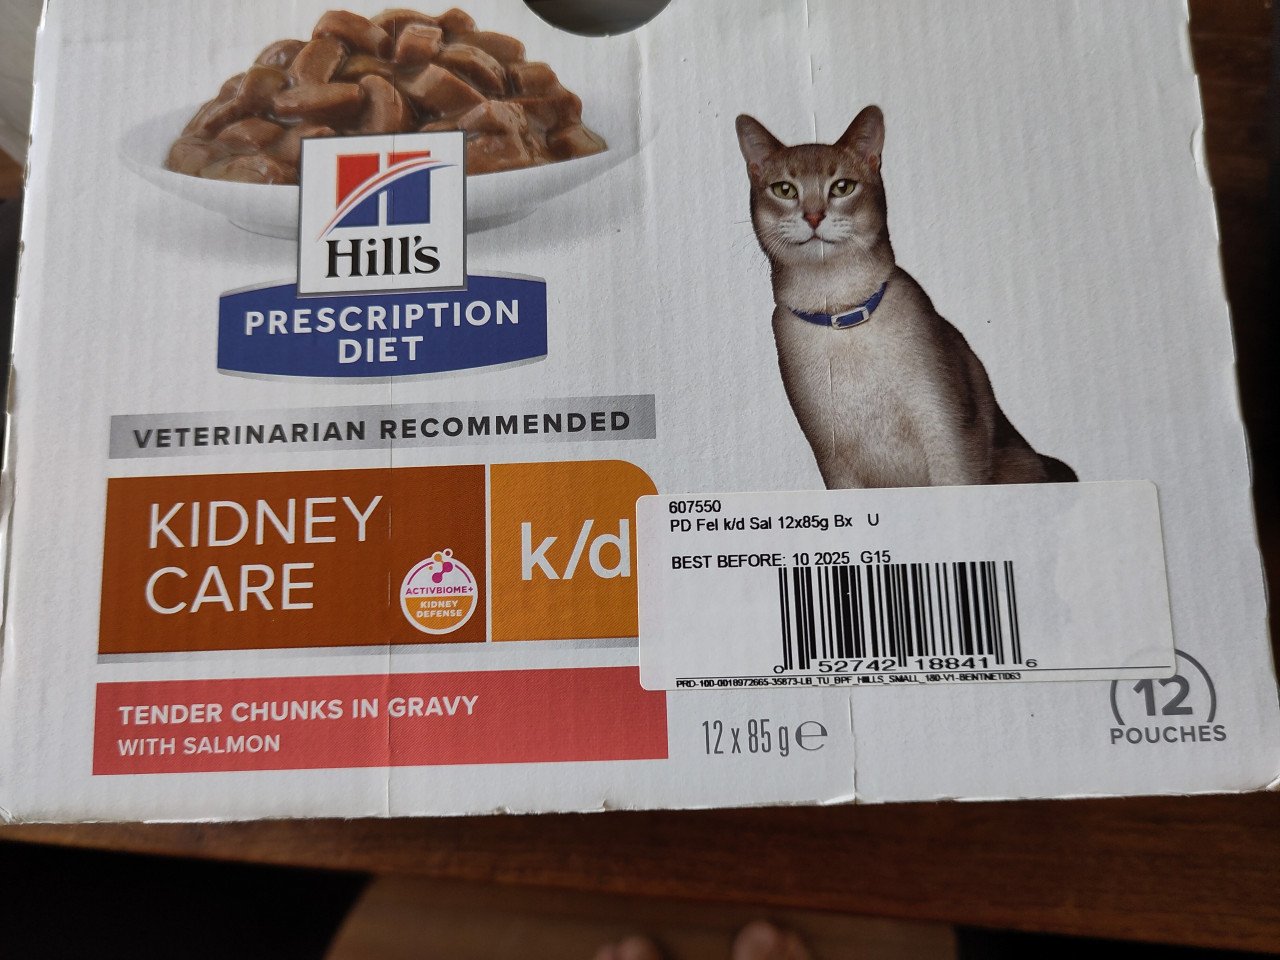 Hill's
PRESCRIPTION
DIET
VETERINARIAN RECOMMENDED
KIDNEY
CARE
ACTIVBIOME+
KIDNEY
DEFENSE
k/d
607550
PD Fel k/d Sal 12x85g Bx U
BEST BEFORE: 10 2025 G15
0 52742 18841 6
TENDER CHUNKS IN GRAVY
WITH SALMON
12 x 85 g e
12
POUCHES